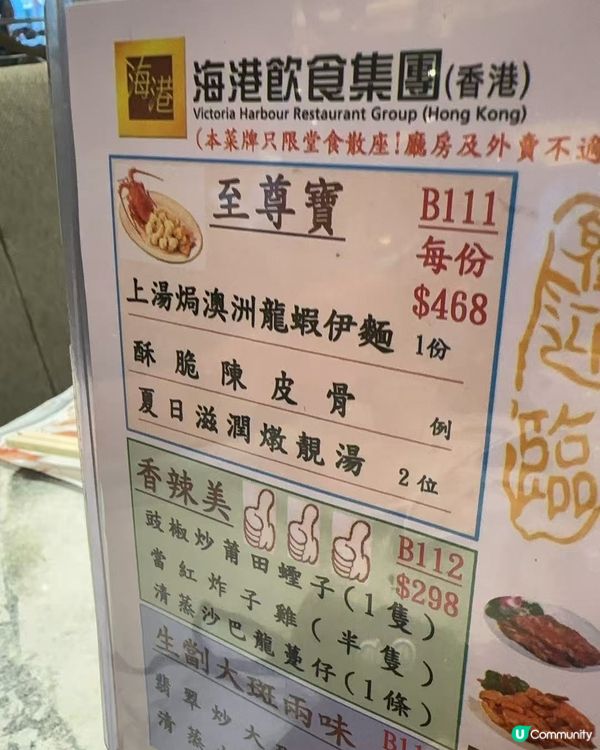 海港
海港飲食集團(香港)
Victoria Harbour Restaurant Group (Hong Kong)
(本菜牌只限堂食散座!廳房及外賣不適
至尊寶
B111
每份
$468
上湯焗澳洲龍蝦伊麵 1份
酥脆陳皮骨 例
夏日滋潤燉靚湯 2位
香辣美
B112
$298
豉椒炒莆田蟶子(1隻)
當紅炸子雞(半隻)
清蒸沙巴龍躉仔(1條)
生劏大斑兩味
B11
翡翠炒大
清蒸
迎
臨
U Community